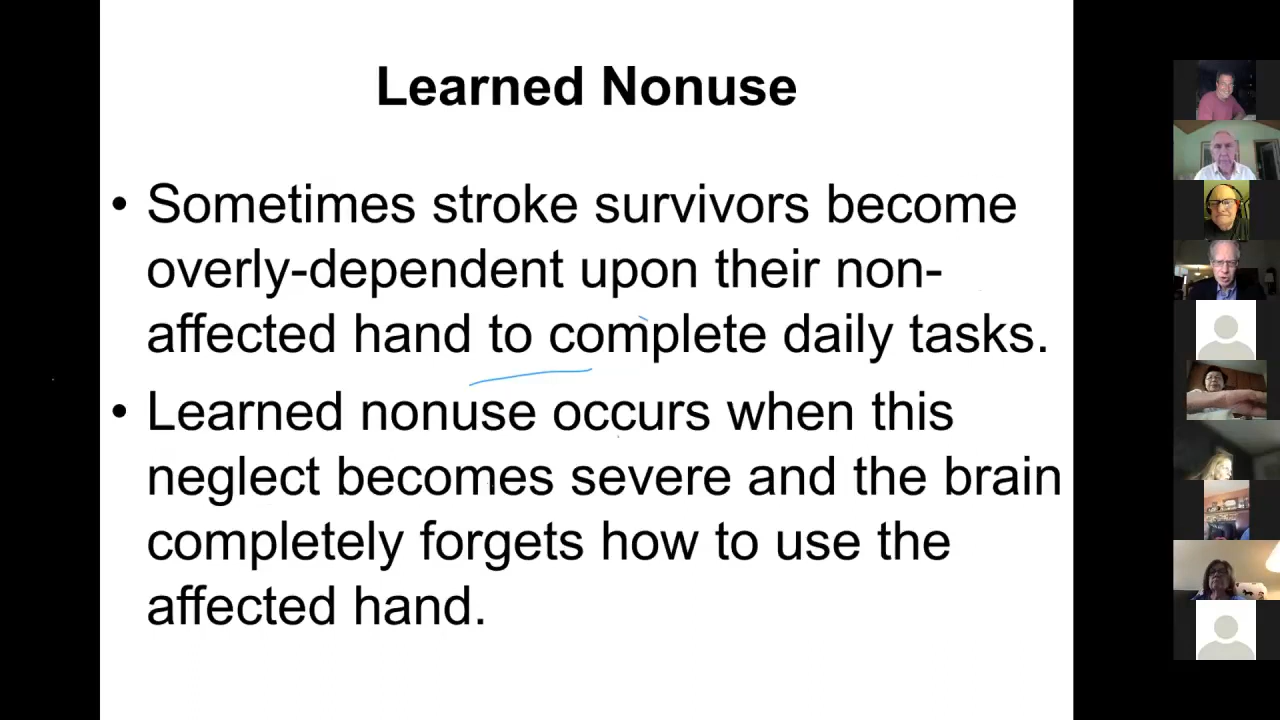 Learned Nonuse
• Sometimes stroke survivors become
overly-dependent upon their non-
affected hand to complete daily tasks.
• Learned nonuse occurs when this
neglect becomes severe and the brain
completely forgets how to use the
affected hand.